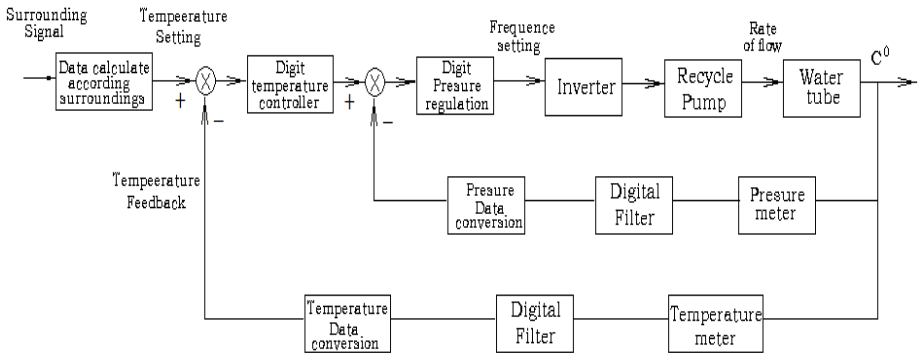 Surrounding
Signal
Tempeerature
Setting
Data calculate
according
surroundings
+
−
Digit
temperature
controller
+
−
Digit
Presure
regulation
Frequence
setting
Inverter
Recycle
Pump
Rate
of flow
Water
tube
C⁰
Tempeerature
Feedback
Presure
Data
conversion
Digital
Filter
Presure
meter
Temperature
Data
conversion
Digital
Filter
Temperature
meter